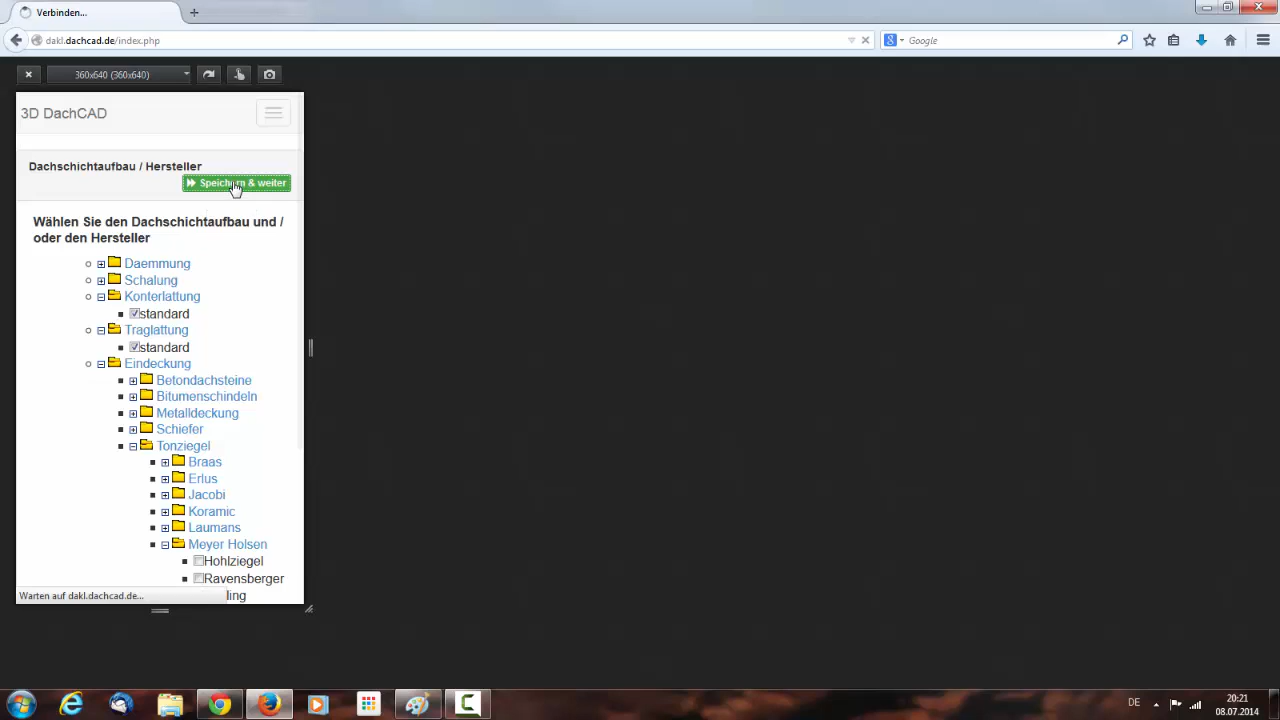 Verbinden...
dakl.dachcad.de/index.php
Google
360x640 (360x640)
3D DachCAD
Dachschichtaufbau / Hersteller
Speichern & weiter
Wählen Sie den Dachschichtaufbau und /
oder den Hersteller
Daemmung
Schalung
Konterlattung
standard
Traglattung
standard
Eindeckung
Betondachsteine
Bitumenschindeln
Metalldeckung
Schiefer
Tonziegel
Braas
Erlus
Jacobi
Koramic
Laumans
Meyer Holsen
Hohlziegel
Ravensberger
Warten auf dakl.dachcad.de...
ling
DE
20:21
08.07.2014